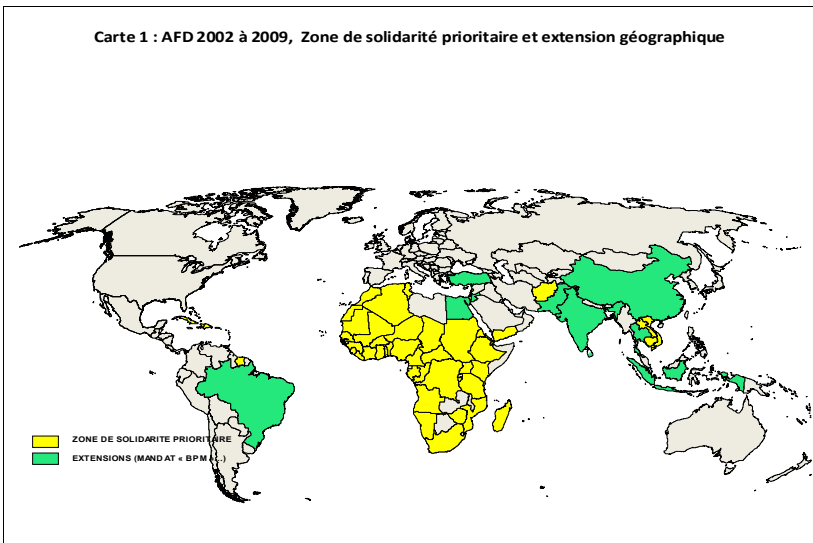 Carte 1 : AFD 2002 à 2009, Zone de solidarité prioritaire et extension géographique
ZONE DE SOLIDARITE PRIORITAIRE
EXTENSIONS (MANDAT « BPM